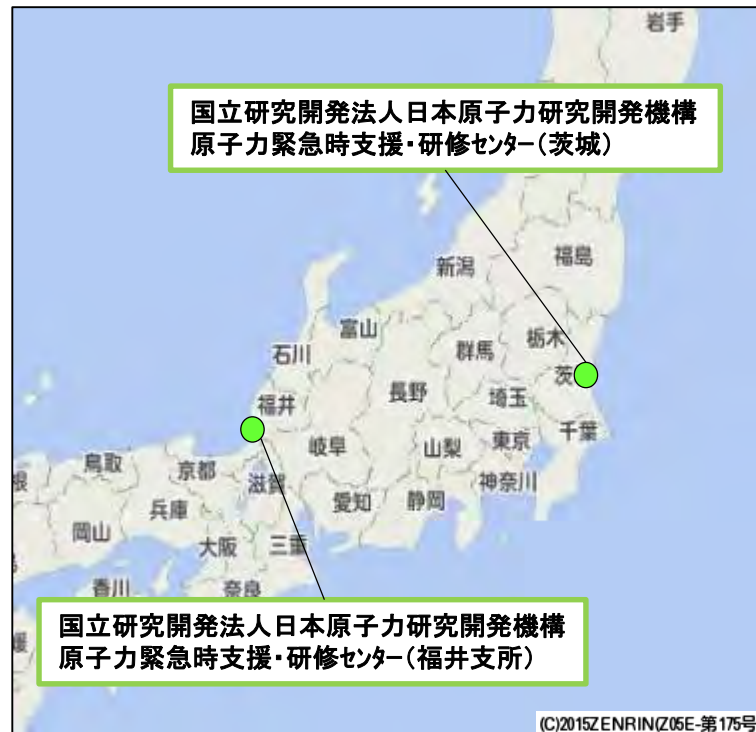 岩手
国立研究開発法人日本原子力研究開発機構
原子力緊急時支援・研修センター(茨城)
福島
新潟
富山
栃木
石川
群馬
茨
長野
埼玉
福井
千葉
東京
岐阜
山梨
鳥取
京都
滋賀
神奈川
兵庫
愛知
静岡
岡山
大阪
三重
香川
奈良
国立研究開発法人日本原子力研究開発機構
原子力緊急時支援・研修センター(福井支所)
(C)2015ZENRIN(Z05E-第175号